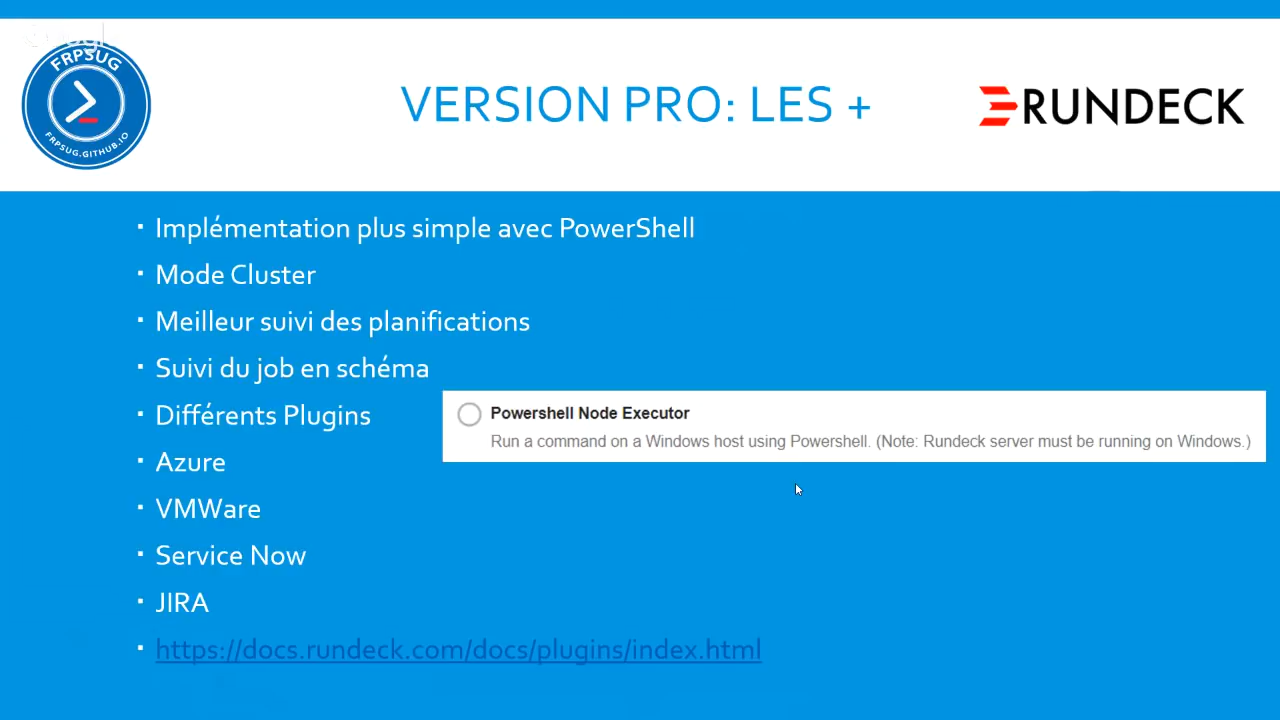 FRPSUG
FRPSUG.GITHUB.IO
VERSION PRO: LES +
RUNDECK
Implémentation plus simple avec PowerShell
Mode Cluster
Meilleur suivi des planifications
Suivi du job en schéma
Différents Plugins
Powershell Node Executor
Run a command on a Windows host using Powershell. (Note: Rundeck server must be running on Windows.)
Azure
VMWare
Service Now
JIRA
https://docs.rundeck.com/docs/plugins/index.html